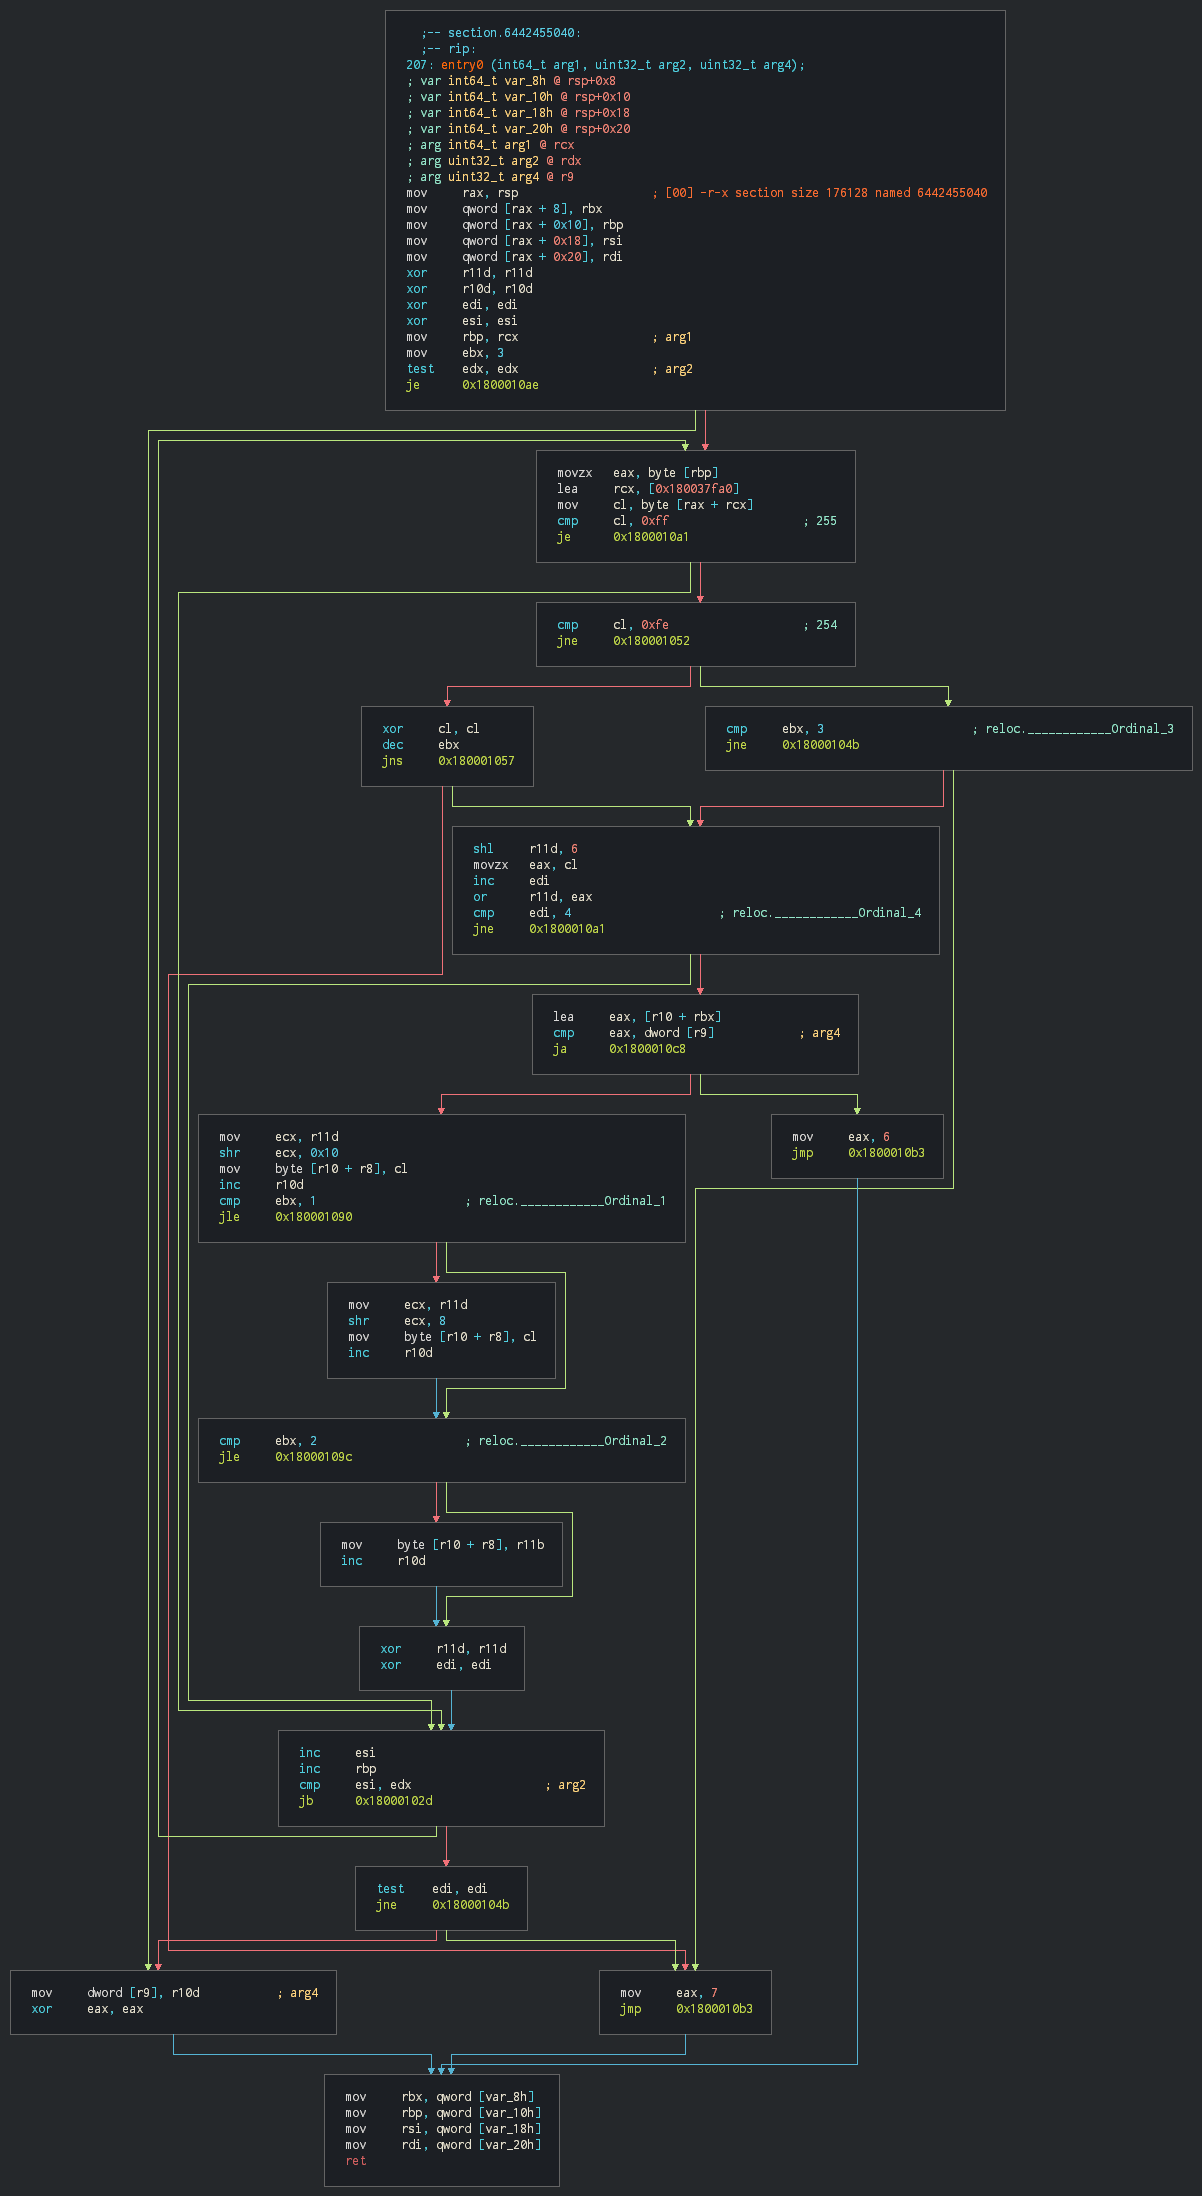 ;-- section.6442455040:
;-- rip:
207: entry0 (int64_t arg1, uint32_t arg2, uint32_t arg4);
; var int64_t var_8h @ rsp+0x8
; var int64_t var_10h @ rsp+0x10
; var int64_t var_18h @ rsp+0x18
; var int64_t var_20h @ rsp+0x20
; arg int64_t arg1 @ rcx
; arg uint32_t arg2 @ rdx
; arg uint32_t arg4 @ r9
mov rax, rsp ; [00] -r-x section size 176128 named 6442455040
mov qword [rax + 8], rbx
mov qword [rax + 0x10], rbp
mov qword [rax + 0x18], rsi
mov qword [rax + 0x20], rdi
xor r11d, r11d
xor r10d, r10d
xor edi, edi
xor esi, esi
mov rbp, rcx ; arg1
mov ebx, 3
test edx, edx ; arg2
je 0x1800010ae
movzx eax, byte [rbp]
lea rcx, [0x180037fa0]
mov cl, byte [rax + rcx]
cmp cl, 0xff ; 255
je 0x1800010a1
cmp cl, 0xfe ; 254
jne 0x180001052
xor cl, cl
dec ebx
jns 0x180001057
cmp ebx, 3 ; reloc.____________Ordinal_3
jne 0x18000104b
shl r11d, 6
movzx eax, cl
inc edi
or r11d, eax
cmp edi, 4 ; reloc.____________Ordinal_4
jne 0x1800010a1
lea eax, [r10 + rbx]
cmp eax, dword [r9] ; arg4
ja 0x1800010c8
mov ecx, r11d
shr ecx, 0x10
mov byte [r10 + r8], cl
inc r10d
cmp ebx, 1 ; reloc.____________Ordinal_1
jle 0x180001090
mov eax, 6
jmp 0x1800010b3
mov ecx, r11d
shr ecx, 8
mov byte [r10 + r8], cl
inc r10d
cmp ebx, 2 ; reloc.____________Ordinal_2
jle 0x18000109c
mov byte [r10 + r8], r11b
inc r10d
xor r11d, r11d
xor edi, edi
inc esi
inc rbp
cmp esi, edx ; arg2
jb 0x18000102d
test edi, edi
jne 0x18000104b
mov dword [r9], r10d ; arg4
xor eax, eax
mov eax, 7
jmp 0x1800010b3
mov rbx, qword [var_8h]
mov rbp, qword [var_10h]
mov rsi, qword [var_18h]
mov rdi, qword [var_20h]
ret